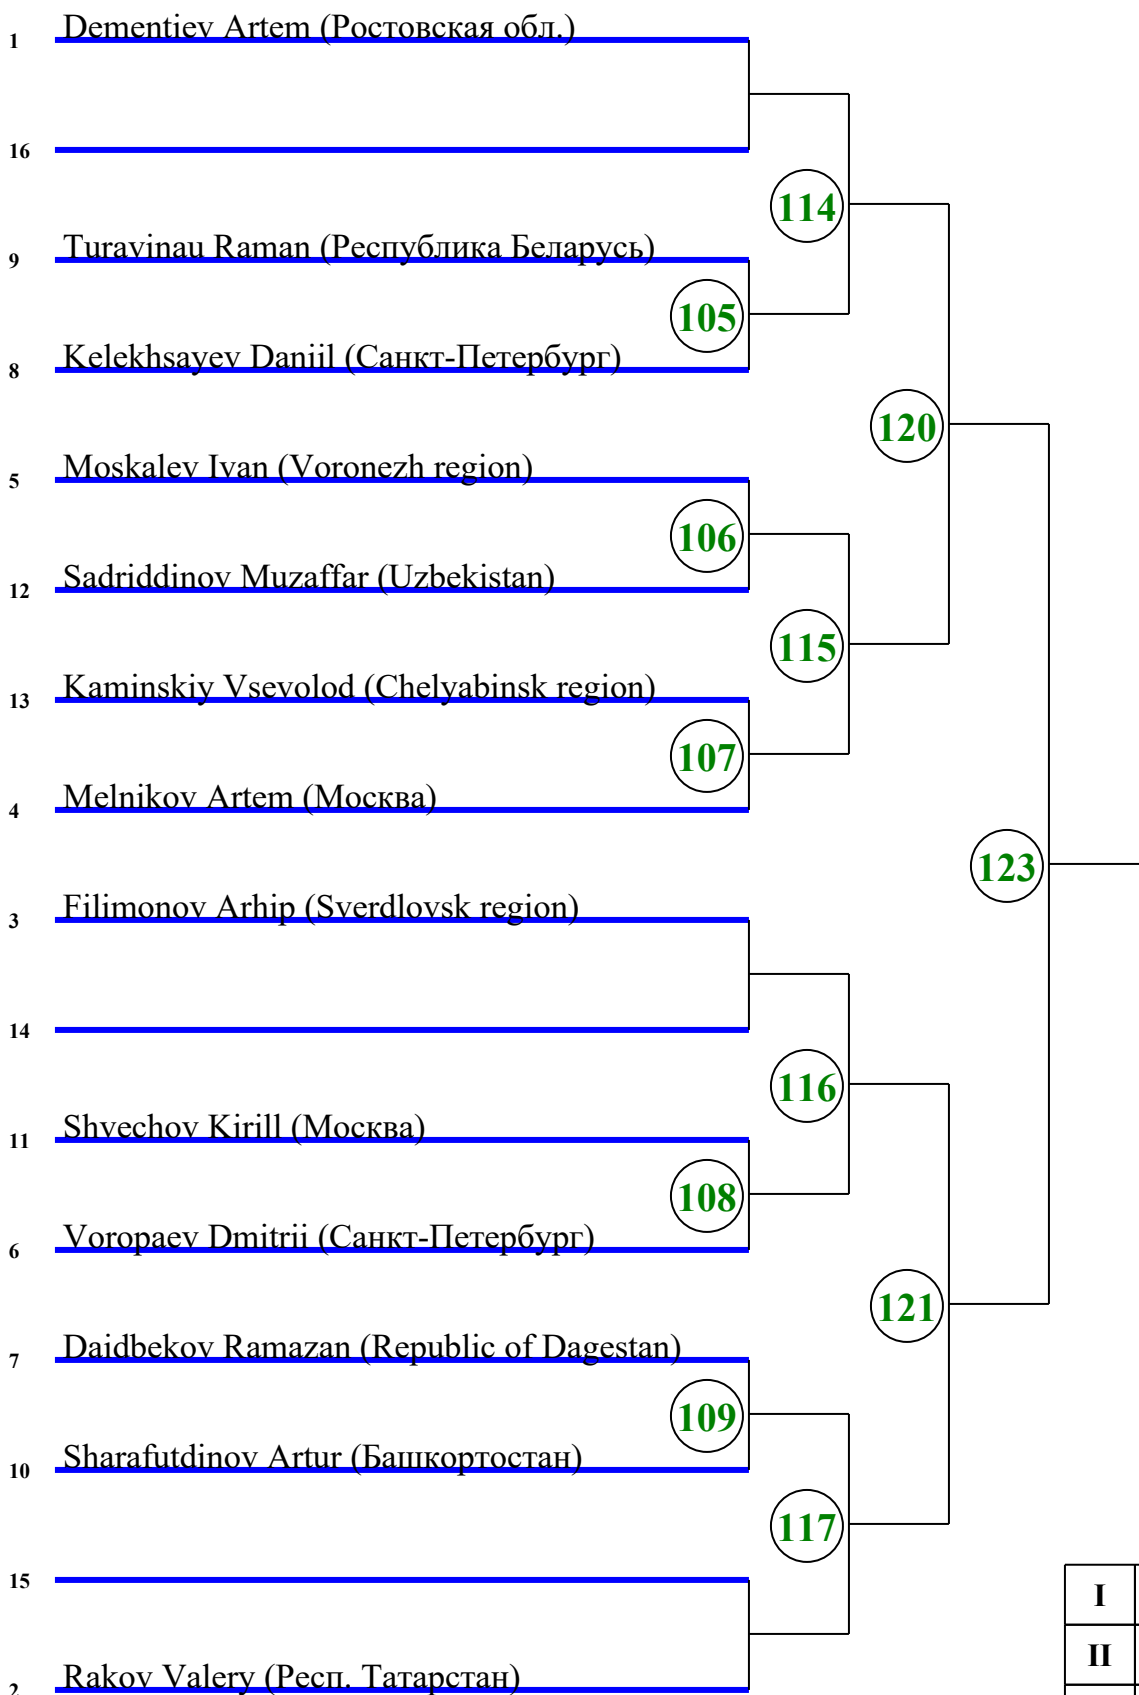 1 Dementiev Artem (Ростовская обл.)
16
114
9 Turavinau Raman (Республика Беларусь)
105
8 Kelekhsayev Daniil (Санкт-Петербург)
120
5 Moskalev Ivan (Voronezh region)
106
12 Sadriddinov Muzaffar (Uzbekistan)
115
13 Kaminskiy Vsevolod (Chelyabinsk region)
107
4 Melnikov Artem (Москва)
123
3 Filimonov Arhip (Sverdlovsk region)
14
116
11 Shvechov Kirill (Москва)
108
6 Voropaev Dmitrii (Санкт-Петербург)
121
7 Daidbekov Ramazan (Republic of Dagestan)
109
10 Sharafutdinov Artur (Башкортостан)
117
15
I
II
2 Rakov Valery (Респ. Татарстан)